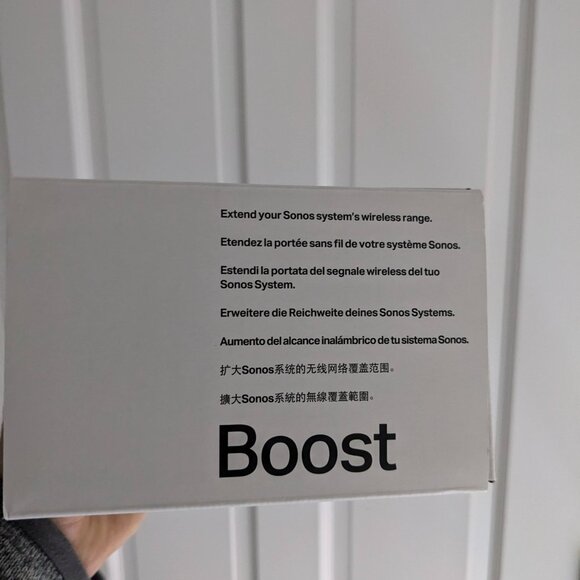 Extend your Sonos system's wireless range.
Etendez la portée sans fil de votre système Sonos.
Estendi la portata del segnale wireless del tuo
Sonos System.
Erweitere die Reichweite deines Sonos Systems.
Aumento del alcance inalámbrico de tu sistema Sonos.
扩大Sonos系统的无线网络覆盖范围。
擴大Sonos系統的無線覆蓋範圍。
Boost